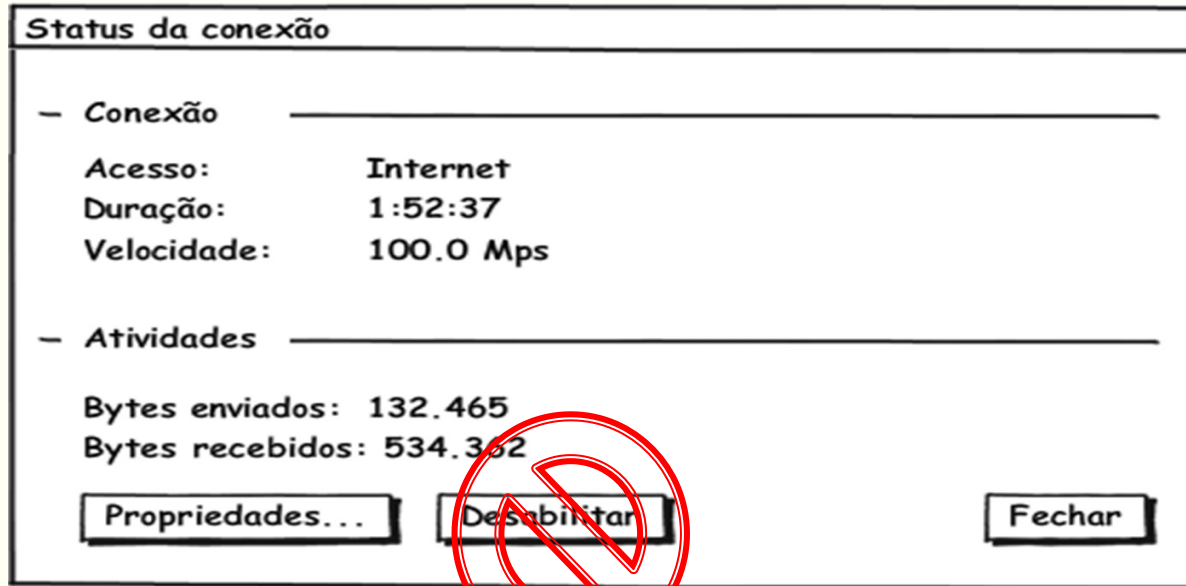 Status da conexão
Conexão
Acesso: Internet
Duração: 1:52:37
Velocidade: 100.0 Mps
Atividades
Bytes enviados: 132.465
Bytes recebidos: 534.362
Propriedades... Desabilitar Fechar